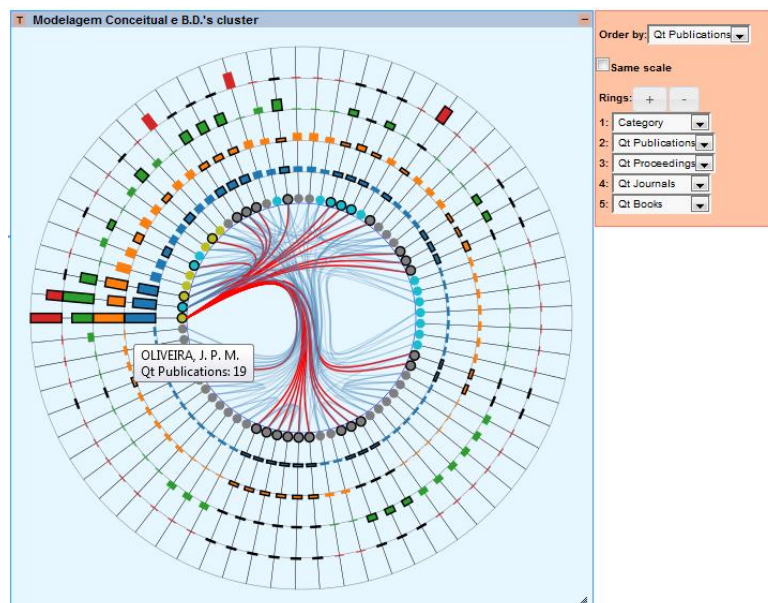 T Modelagem Conceitual e B.D.'s cluster –
Order by: Qt Publications
Same scale
Rings: + -
1: Category
2: Qt Publications
3: Qt Proceedings
4: Qt Journals
5: Qt Books
OLIVEIRA, J. P. M.
Qt Publications: 19